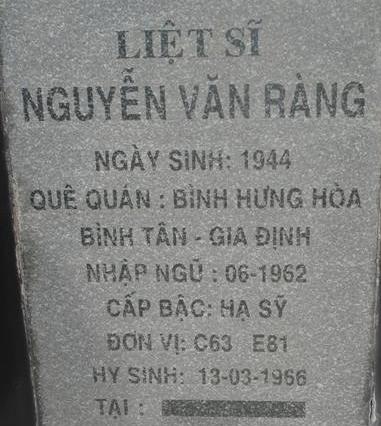 LIỆT SĨ
NGUYỄN VĂN RÀNG
NGÀY SINH: 1944
QUÊ QUÁN : BÌNH HƯNG HÒA
BÌNH TÂN - GIA ĐỊNH
NHẬP NGŨ : 06-1962
CẤP BẬC: HẠ SỸ
ĐƠN VỊ: C63 E81
HY SINH: 13-03-1966
TẠI :